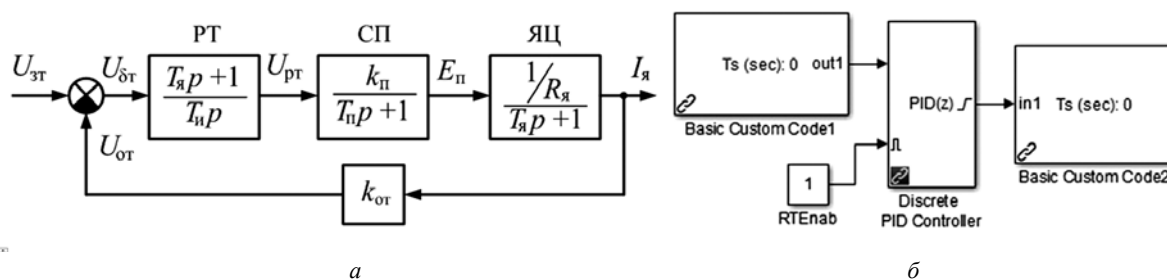 РТ
СП
ЯЦ
U_зт
U_δт
T_я p + 1
T_и p
U_рт
k_п
T_п p + 1
E_п
1/R_я
T_я p + 1
I_я
U_от
k_от
а
Ts (sec): 0 out1
Basic Custom Code1
1
RTEnab
PID(z)
Discrete
PID Controller
in1 Ts (sec): 0
Basic Custom Code2
б